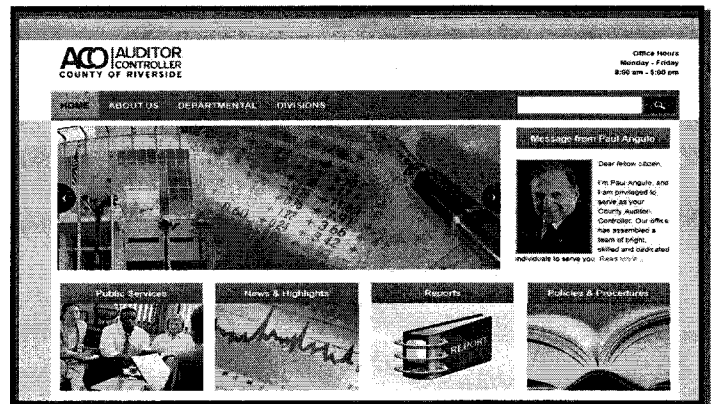 ACO AUDITOR
CONTROLLER
COUNTY OF RIVERSIDE
Office Hours
Monday - Friday
8:00 am - 5:00 pm
HOME ABOUT US DEPARTMENTAL DIVISIONS
Message from Paul Angulo
Dear fellow citizen,
I'm Paul Angulo, and
I am privileged to
serve as your
County Auditor-
Controller. Our office
has assembled a
team of bright,
skilled and dedicated
individuals to serve you. Read More...
Public Services
News & Highlights
Reports
Policies & Procedures
REPORT